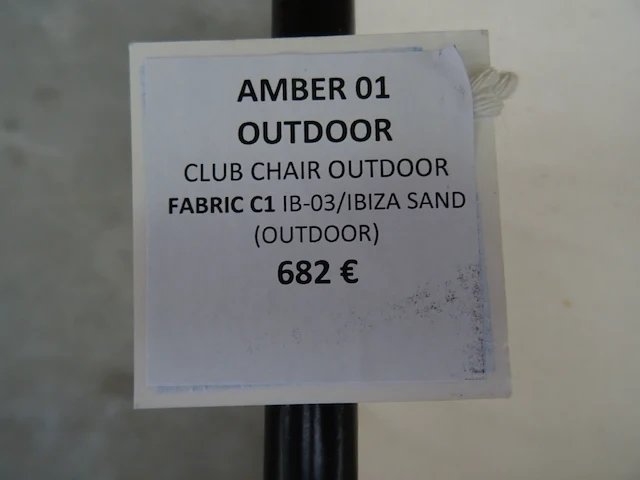 AMBER 01
OUTDOOR
CLUB CHAIR OUTDOOR
FABRIC C1 IB-03/IBIZA SAND
(OUTDOOR)
682 €